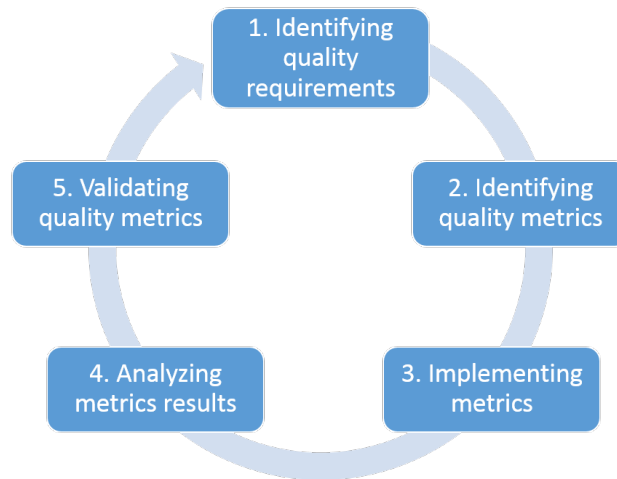 1. Identifying
quality
requirements
2. Identifying
quality metrics
3. Implementing
metrics
4. Analyzing
metrics results
5. Validating
quality metrics